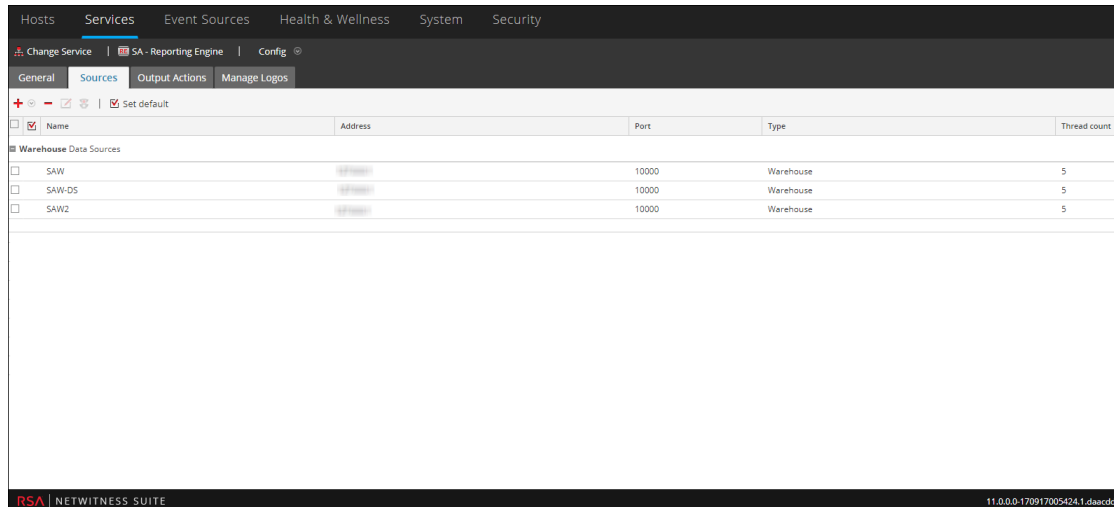 Hosts Services Event Sources Health & Wellness System Security
Change Service | SA - Reporting Engine | Config
General Sources Output Actions Manage Logos
Set default
Name Address Port Type Thread count
Warehouse Data Sources
SAW 10000 Warehouse 5
SAW-DS 10000 Warehouse 5
SAW2 10000 Warehouse 5
RSA | NETWITNESS SUITE 11.0.0.0-170917005424.1.daacdc